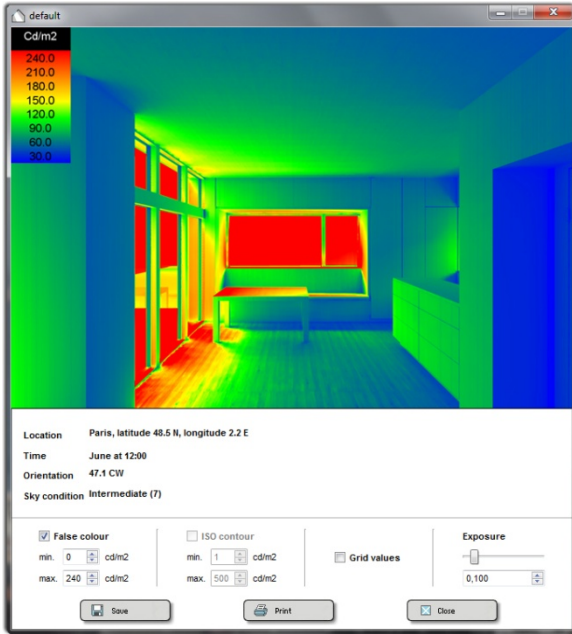 default
Cd/m2
240.0
210.0
180.0
150.0
120.0
90.0
60.0
30.0
Location Paris, latitude 48.5 N, longitude 2.2 E
Time June at 12:00
Orientation 47.1 CW
Sky condition Intermediate (7)
False colour ISO contour Exposure
min. 0 cd/m2 min. 1 cd/m2 Grid values
max. 240 cd/m2 max. 500 cd/m2 0,100
Save Print Close